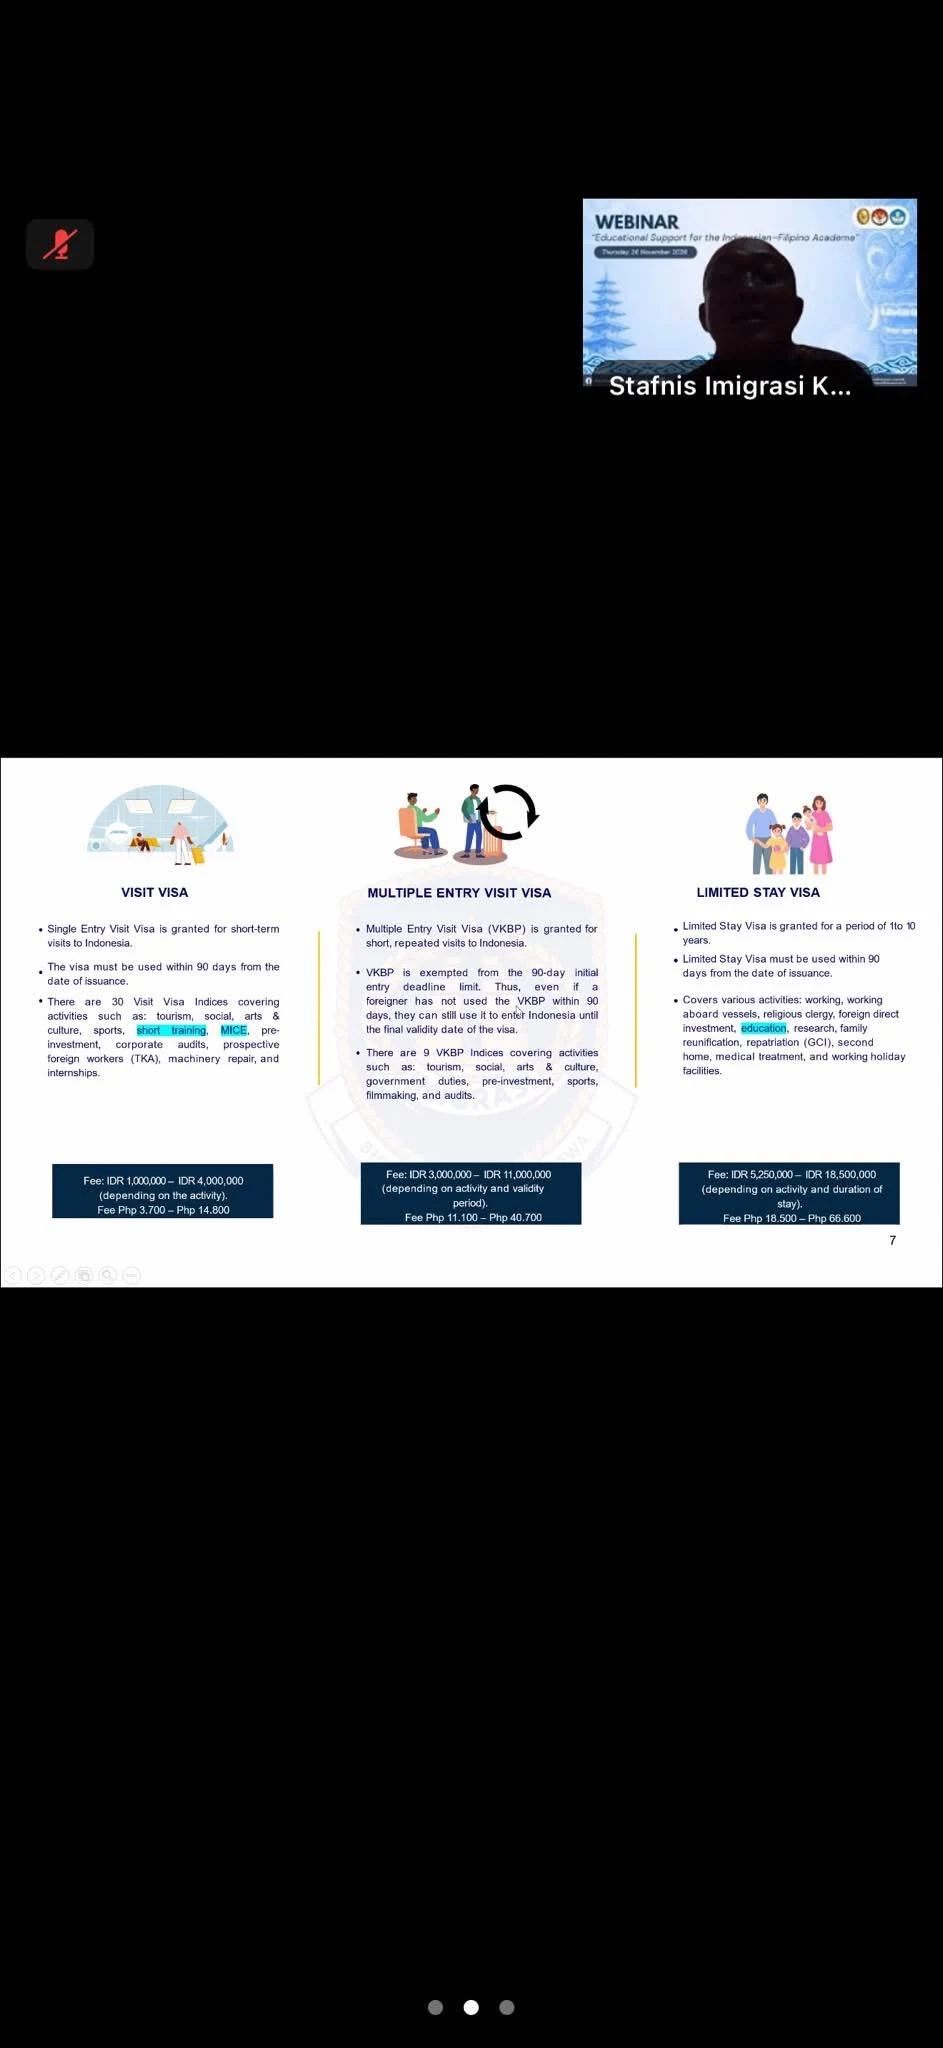 WEBINAR
"Educational Support for the Indonesian-Filipino Academe"
Thursday 26 November 2026
Stafnis Imigrasi K...
VISIT VISA
• Single Entry Visit Visa is granted for short-term
visits to Indonesia.
• The visa must be used within 90 days from the
date of issuance.
• There are 30 Visit Visa Indices covering
activities such as: tourism, social, arts &
culture, sports, short training, MICE, pre-
investment, corporate audits, prospective
foreign workers (TKA), machinery repair, and
internships.
Fee: IDR 1,000,000 – IDR 4,000,000
(depending on the activity).
Fee Php 3.700 – Php 14.800
MULTIPLE ENTRY VISIT VISA
• Multiple Entry Visit Visa (VKBP) is granted for
short, repeated visits to Indonesia.
• VKBP is exempted from the 90-day initial
entry deadline limit. Thus, even if a
foreigner has not used the VKBP within 90
days, they can still use it to enter Indonesia until
the final validity date of the visa.
• There are 9 VKBP Indices covering activities
such as: tourism, social, arts & culture,
government duties, pre-investment, sports,
filmmaking, and audits.
Fee: IDR 3,000,000 – IDR 11,000,000
(depending on activity and validity
period).
Fee Php 11.100 – Php 40.700
LIMITED STAY VISA
• Limited Stay Visa is granted for a period of 1to 10
years.
• Limited Stay Visa must be used within 90
days from the date of issuance.
• Covers various activities: working, working
aboard vessels, religious clergy, foreign direct
investment, education, research, family
reunification, repatriation (GCI), second
home, medical treatment, and working holiday
facilities.
Fee: IDR 5,250,000 – IDR 18,500,000
(depending on activity and duration of
stay).
Fee Php 18.500 – Php 66.600
7